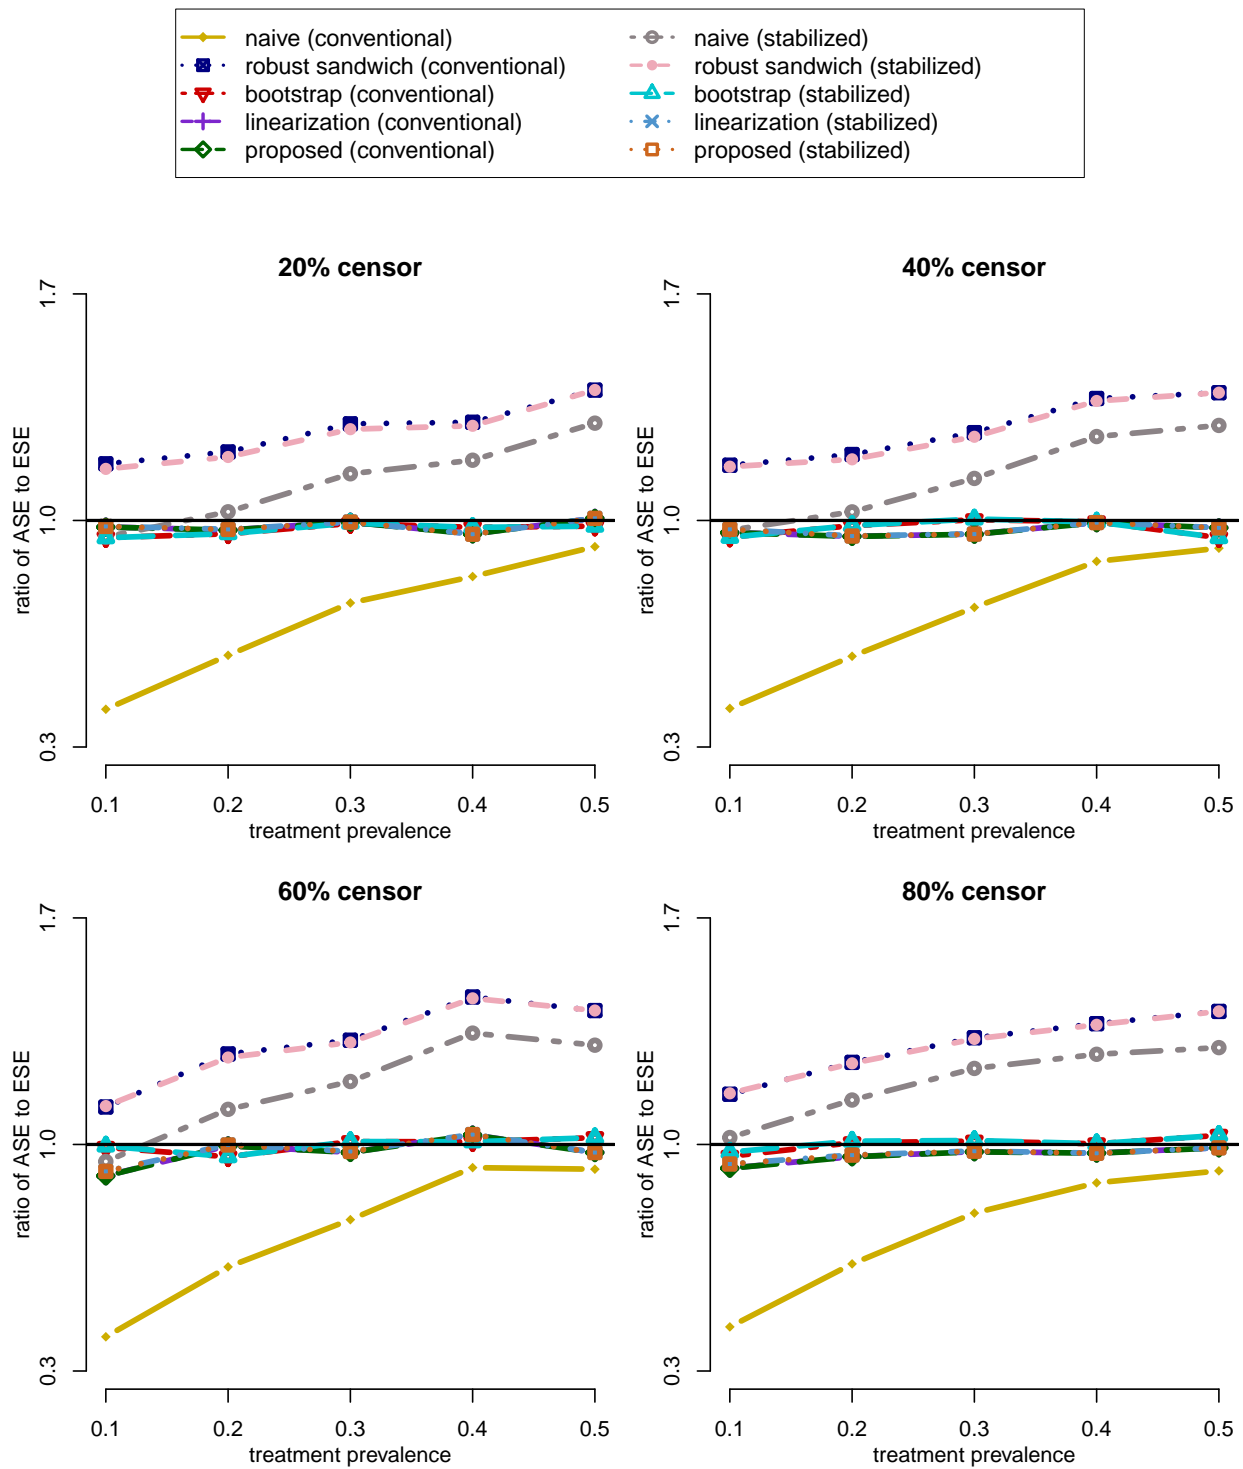 naive (conventional)
robust sandwich (conventional)
bootstrap (conventional)
linearization (conventional)
proposed (conventional)
naive (stabilized)
robust sandwich (stabilized)
bootstrap (stabilized)
linearization (stabilized)
proposed (stabilized)
20% censor
ratio of ASE to ESE
1.7
1.0
0.3
0.1 0.2 0.3 0.4 0.5
treatment prevalence
40% censor
ratio of ASE to ESE
1.7
1.0
0.3
0.1 0.2 0.3 0.4 0.5
treatment prevalence
60% censor
ratio of ASE to ESE
1.7
1.0
0.3
0.1 0.2 0.3 0.4 0.5
treatment prevalence
80% censor
ratio of ASE to ESE
1.7
1.0
0.3
0.1 0.2 0.3 0.4 0.5
treatment prevalence